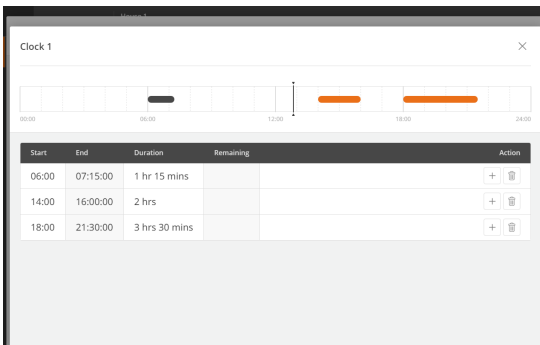 House 1
Clock 1
00:00 06:00 12:00 18:00 24:00
Start End Duration Remaining Action
06:00 07:15:00 1 hr 15 mins
14:00 16:00:00 2 hrs
18:00 21:30:00 3 hrs 30 mins